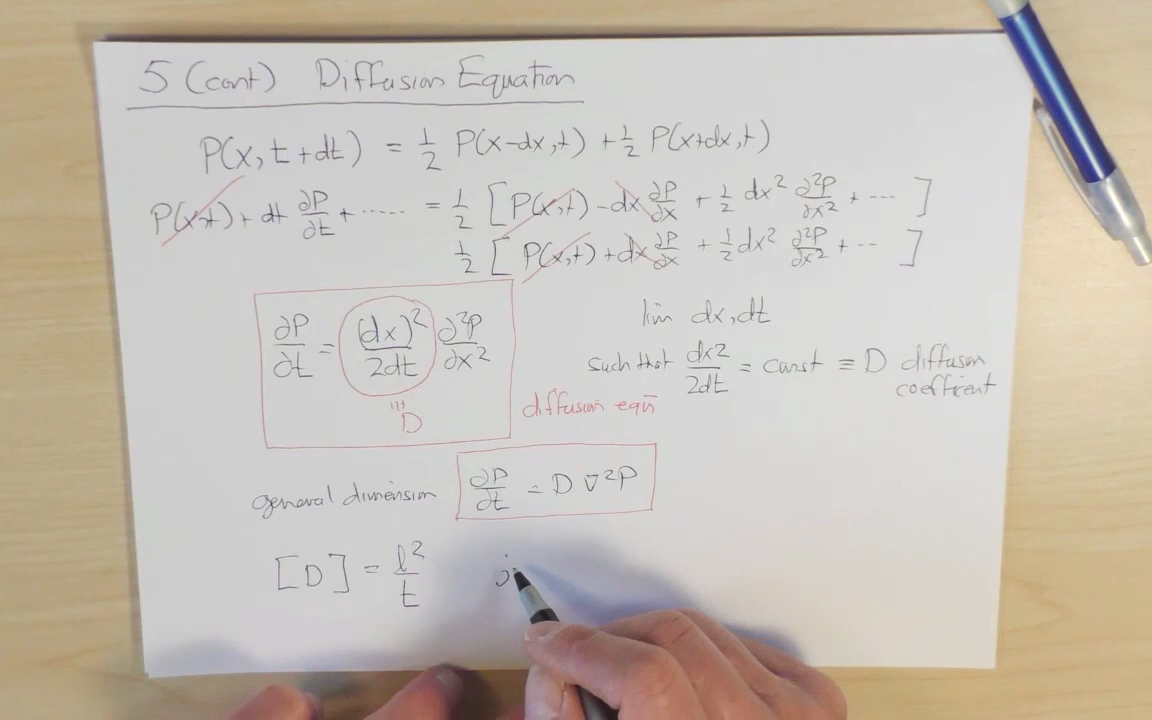 5 (cont) Diffusion Equation
P(x, t + dt) = 1/2 P(x-dx, t) + 1/2 P(x+dx, t)
P(x,t) + dt ∂P/∂t + ...... = 1/2 [ P(x,t) - dx ∂P/∂x + 1/2 dx² ∂²P/∂x² + .... ]
1/2 [ P(x,t) + dx ∂P/∂x + 1/2 dx² ∂²P/∂x² + ... ]
∂P/∂t = (dx)²/2dt ∂²P/∂x²
≡ D
diffusion eqn
lim dx, dt
such that dx²/2dt = const ≡ D diffusion
coefficient
general dimension ∂P/∂t = D ∇²P
[D] = l²/t